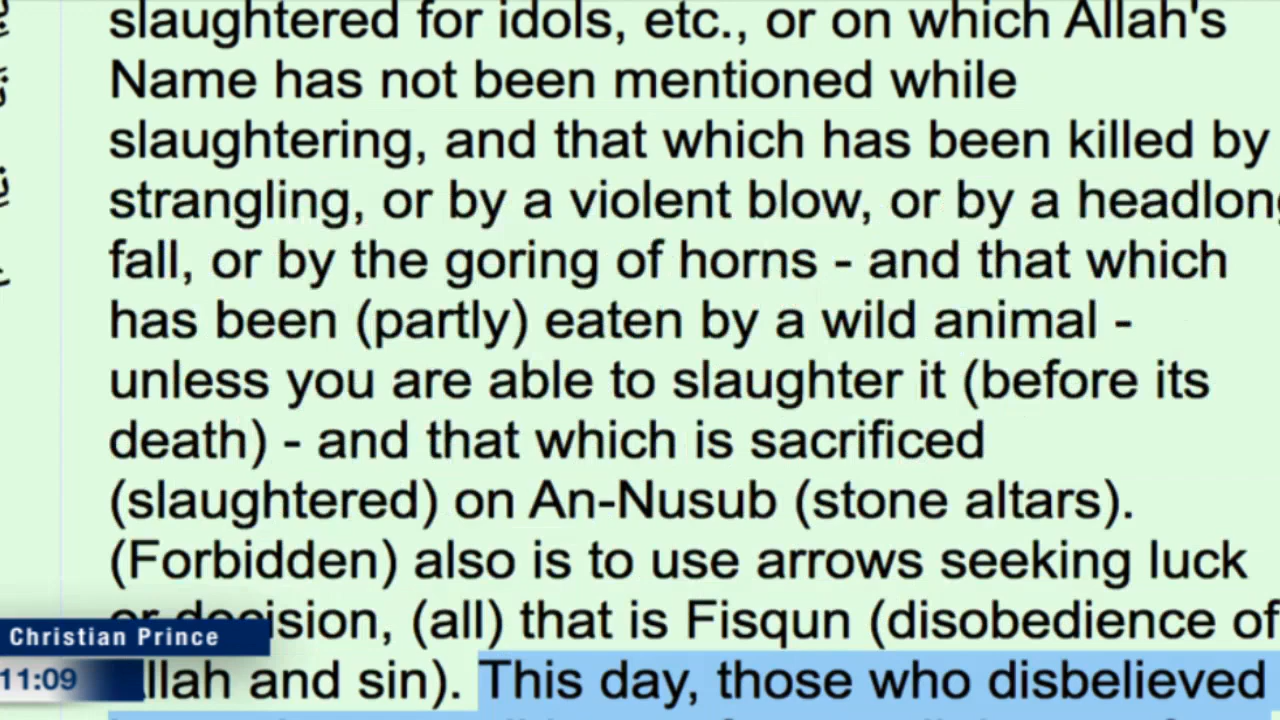 slaughtered for idols, etc., or on which Allah's
Name has not been mentioned while
slaughtering, and that which has been killed by
strangling, or by a violent blow, or by a headlong
fall, or by the goring of horns - and that which
has been (partly) eaten by a wild animal -
unless you are able to slaughter it (before its
death) - and that which is sacrificed
(slaughtered) on An-Nusub (stone altars).
(Forbidden) also is to use arrows seeking luck
or decision, (all) that is Fisqun (disobedience of
Allah and sin). This day, those who disbelieved
Christian Prince
11:09